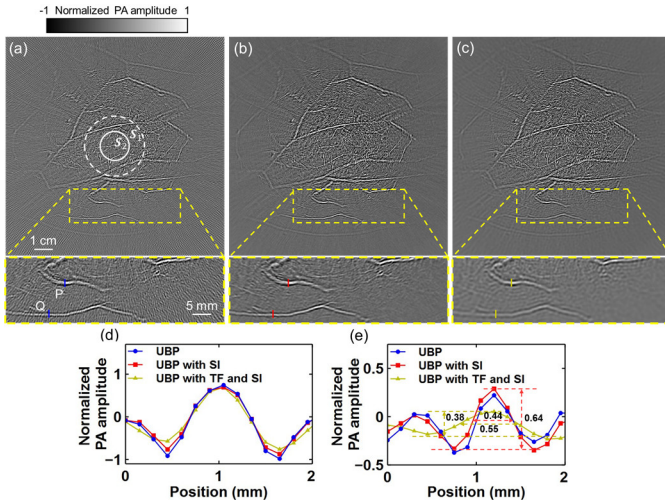 -1 Normalized PA amplitude 1
(a)
(b)
(c)
S1
S2
1 cm
P
Q
5 mm
(d)
(e)
UBP
UBP with SI
UBP with TF and SI
Normalized
PA amplitude
1
0
-1
0 1 2
Position (mm)
UBP
UBP with SI
UBP with TF and SI
Normalized
PA amplitude
0.5
0
-0.5
0.38
0.44
0.55
0.64
0 1 2
Position (mm)